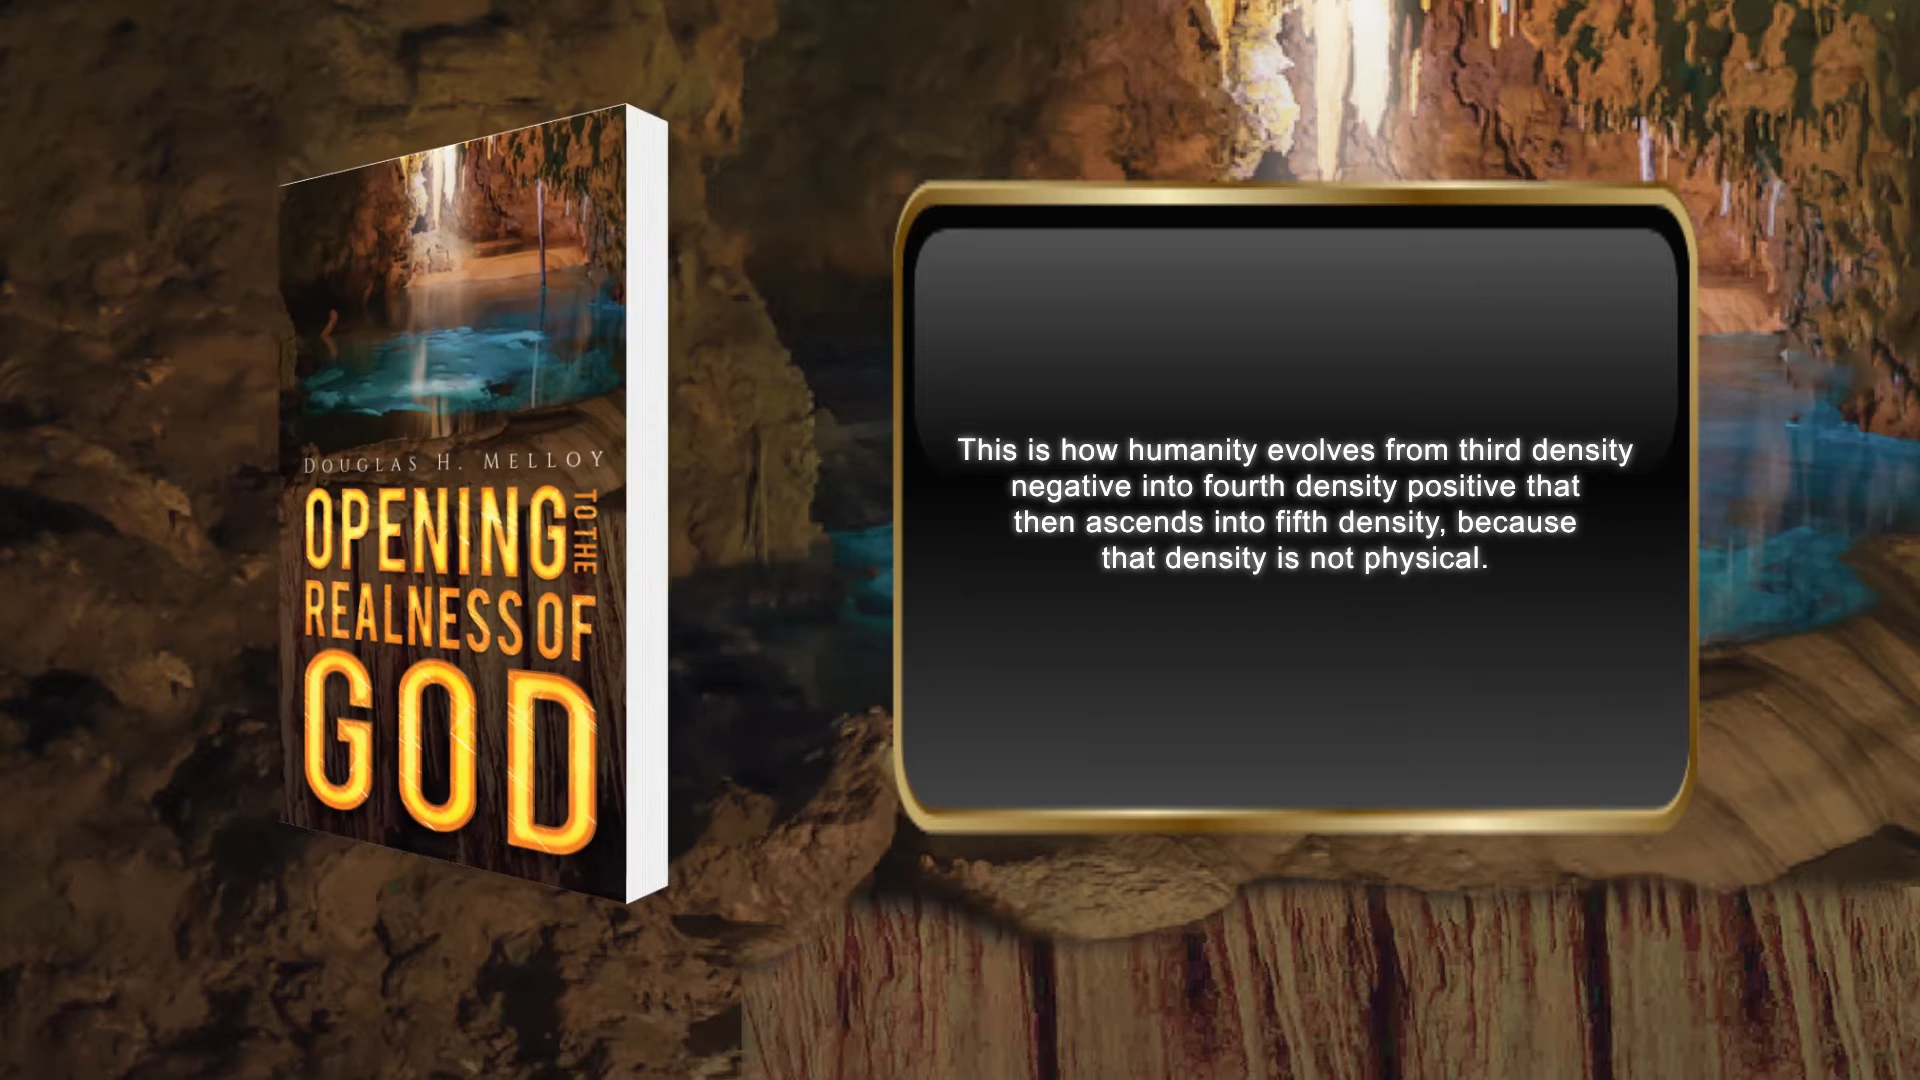 DOUGLAS H. MELLOY
OPENING TO THE
REALNESS OF
GOD
This is how humanity evolves from third density
negative into fourth density positive that
then ascends into fifth density, because
that density is not physical.